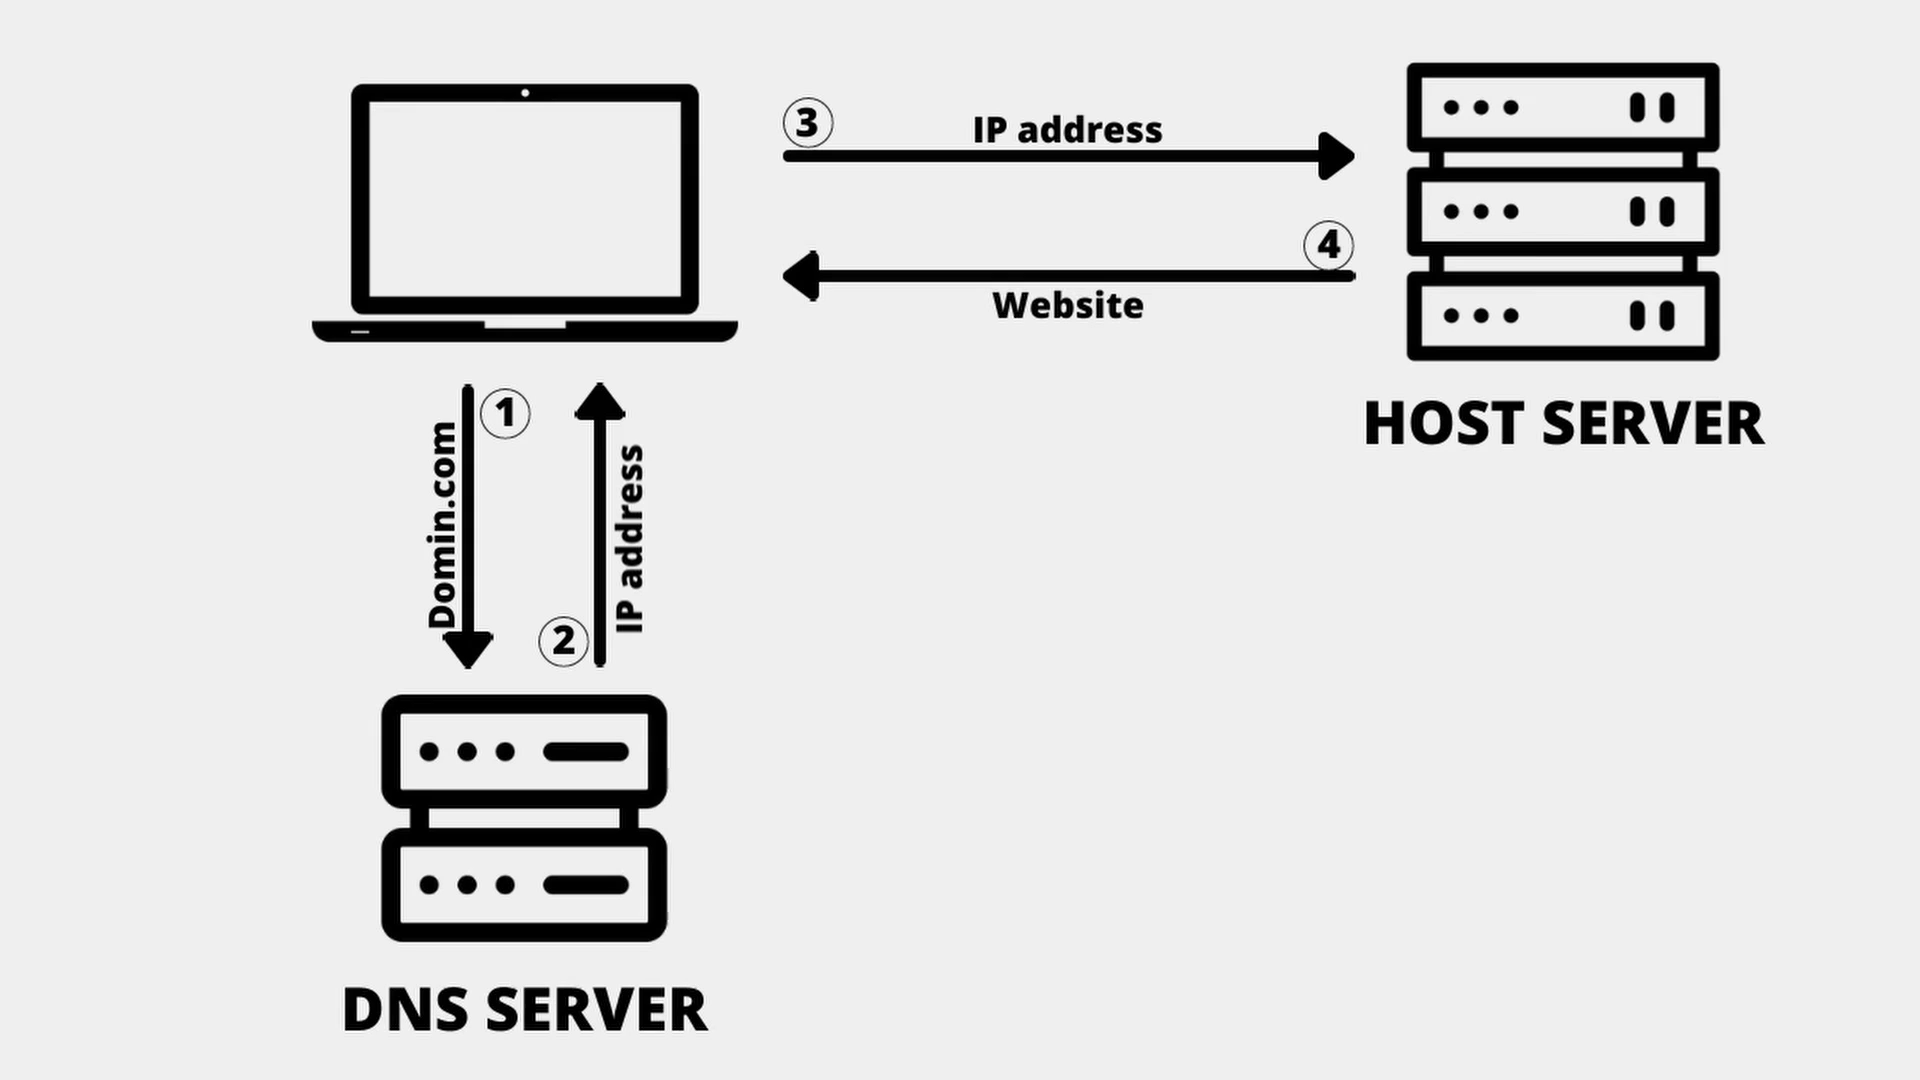 3
IP address
4
Website
HOST SERVER
1
Domin.com
IP address
2
DNS SERVER